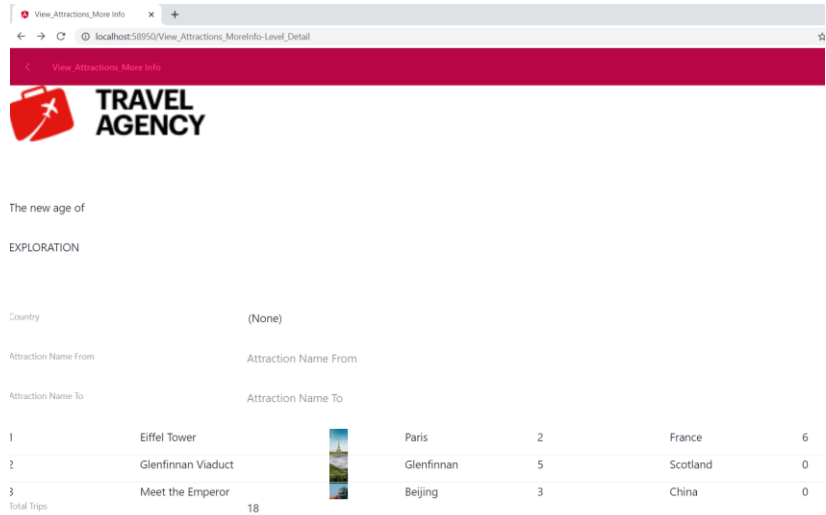 View_Attractions_More Info
localhost:58950/View_Attractions_MoreInfo-Level_Detail
View_Attractions_More Info
TRAVEL
AGENCY
The new age of
EXPLORATION
Country (None)
Attraction Name From Attraction Name From
Attraction Name To Attraction Name To
1 Eiffel Tower Paris 2 France 6
2 Glenfinnan Viaduct Glenfinnan 5 Scotland 0
3 Meet the Emperor Beijing 3 China 0
Total Trips 18